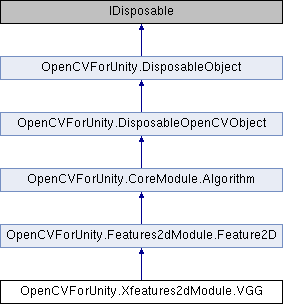 IDisposable
OpenCVForUnity.DisposableObject
OpenCVForUnity.DisposableOpenCVObject
OpenCVForUnity.CoreModule.Algorithm
OpenCVForUnity.Features2dModule.Feature2D
OpenCVForUnity.Xfeatures2dModule.VGG